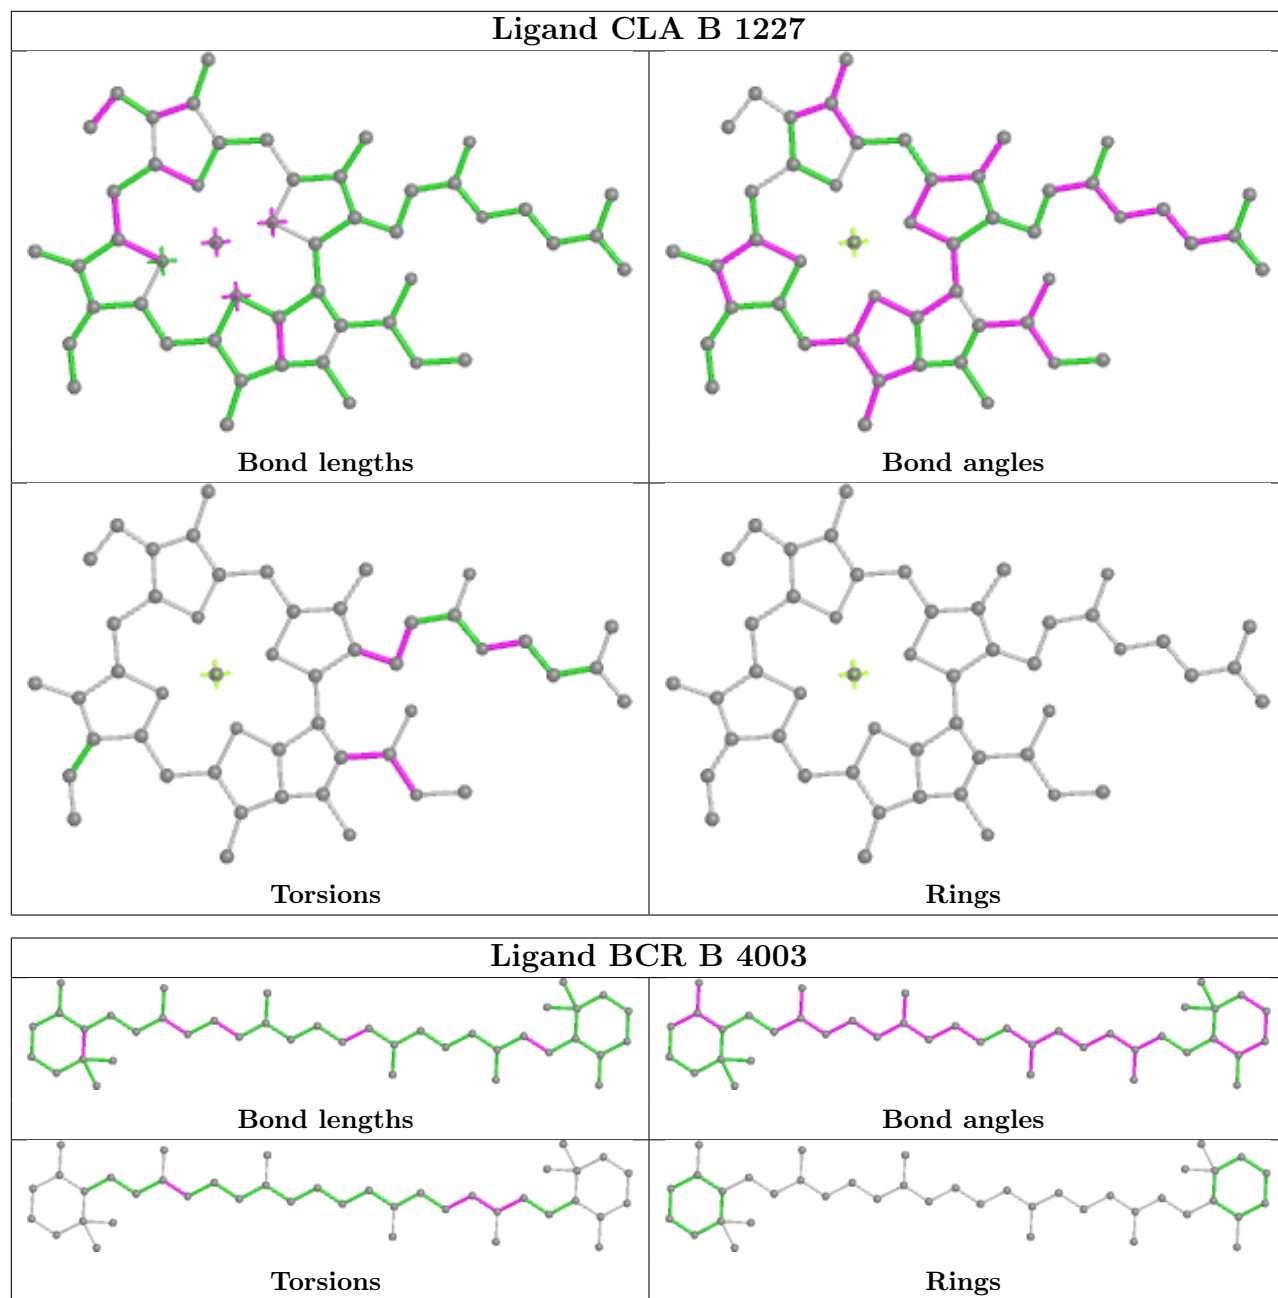 Ligand CLA B 1227
Bond lengths
Bond angles
Torsions
Rings
Ligand BCR B 4003
Bond lengths
Bond angles
Torsions
Rings